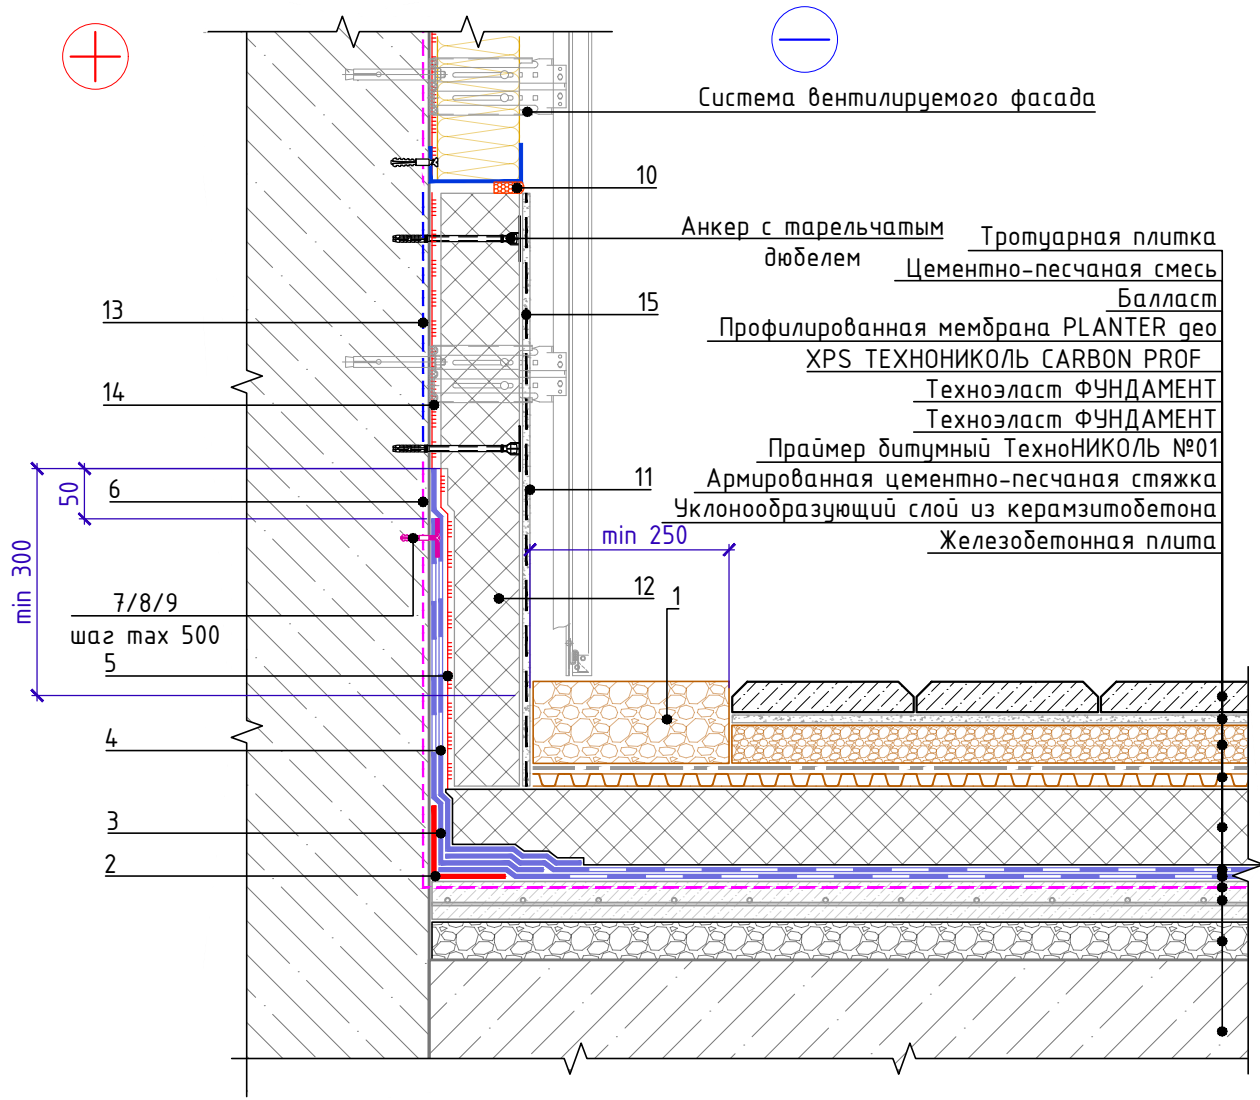 Система вентилируемого фасада
10
Анкер с тарельчатым
дюбелем
Тротуарная плитка
Цементно-песчаная смесь
Балласт
Профилированная мембрана PLANTER geo
XPS ТЕХНОНИКОЛЬ CARBON PROF
Техноэласт ФУНДАМЕНТ
Техноэласт ФУНДАМЕНТ
Праймер битумный ТехноНИКОЛЬ №01
Армированная цементно-песчаная стяжка
Уклонообразующий слой из керамзитобетона
Железобетонная плита
13
15
14
50
6
11
min 300
min 250
7/8/9
шаг max 500
12
1
5
4
3
2